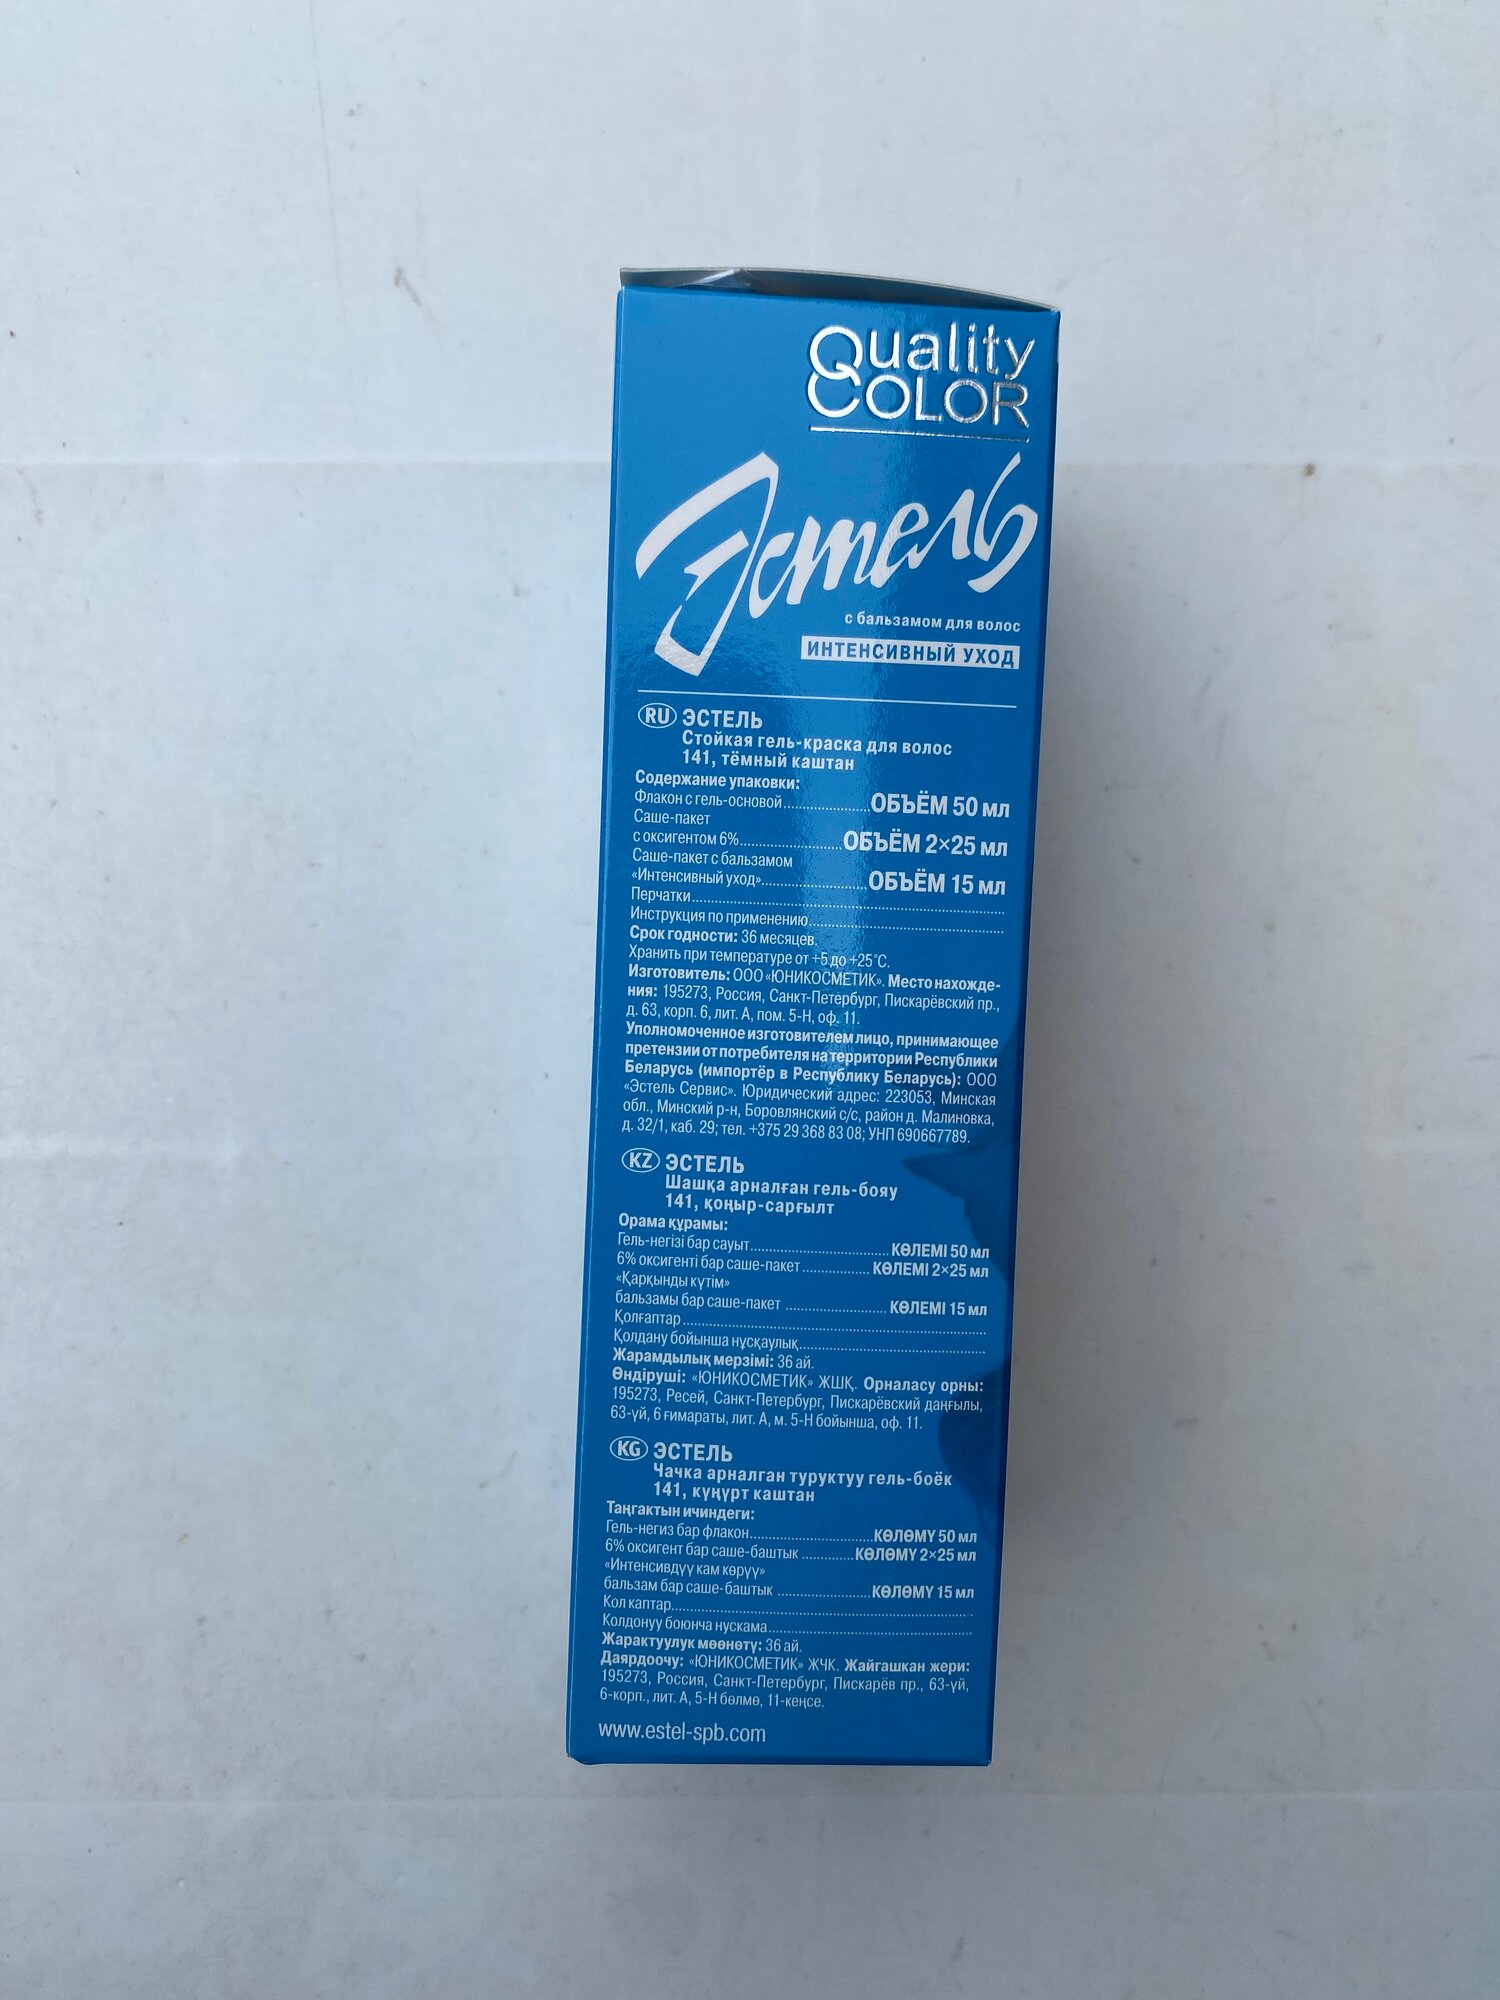 Quality
COLOR
Эстель
с бальзамом для волос
ИНТЕНСИВНЫЙ УХОД
RU ЭСТЕЛЬ
Стойкая гель-краска для волос
141, тёмный каштан
Содержание упаковки:
Флакон с гель-основой ОБЪЁМ 50 мл
Саше-пакет
с оксигентом 6% ОБЪЁМ 2×25 мл
Саше-пакет с бальзамом
«Интенсивный уход» ОБЪЁМ 15 мл
Перчатки
Инструкция по применению
Срок годности: 36 месяцев.
Хранить при температуре от +5 до +25°С.
Изготовитель: ООО «ЮНИКОСМЕТИК». Место нахожде-
ния: 195273, Россия, Санкт-Петербург, Пискарёвский пр.,
д. 63, корп. 6, лит. А, пом. 5-Н, оф. 11.
Уполномоченное изготовителем лицо, принимающее
претензии от потребителя на территории Республики
Беларусь (импортёр в Республику Беларусь): ООО
«Эстель Сервис». Юридический адрес: 223053, Минская
обл., Минский р-н, Боровлянский с/с, район д. Малиновка,
д. 32/1, каб. 29; тел. +375 29 368 83 08; УНП 690667789.
KZ ЭСТЕЛЬ
Шашқа арналған гель-бояу
141, қоңыр-сарғылт
Орама құрамы:
Гель-негізі бар сауыт КӨЛЕМІ 50 мл
6% оксигенті бар саше-пакет КӨЛЕМІ 2×25 мл
«Қарқынды күтім»
бальзамы бар саше-пакет КӨЛЕМІ 15 мл
Қолғаптар
Қолдану бойынша нұсқаулық
Жарамдылық мерзімі: 36 ай.
Өндіруші: «ЮНИКОСМЕТИК» ЖШҚ. Орналасу орны:
195273, Ресей, Санкт-Петербург, Пискарёвский даңғылы,
63-үй, 6 ғимараты, лит. А, м. 5-Н бойынша, оф. 11.
KG ЭСТЕЛЬ
Чачка арналган туруктуу гель-боёк
141, күңүрт каштан
Таңгактын ичиндеги:
Гель-негиз бар флакон КӨЛӨМҮ 50 мл
6% оксигент бар саше-баштык КӨЛӨМҮ 2×25 мл
«Интенсивдүү кам көрүү»
бальзам бар саше-баштык КӨЛӨМҮ 15 мл
Кол каптар
Колдонуу боюнча нускама
Жарактуулук мөөнөтү: 36 ай.
Даярдоочу: «ЮНИКОСМЕТИК» ЖЧК. Жайгашкан жери:
195273, Россия, Санкт-Петербург, Пискарёв пр., 63-үй,
6-корп., лит. А, 5-Н бөлмө, 11-кеңсе.
www.estel-spb.com